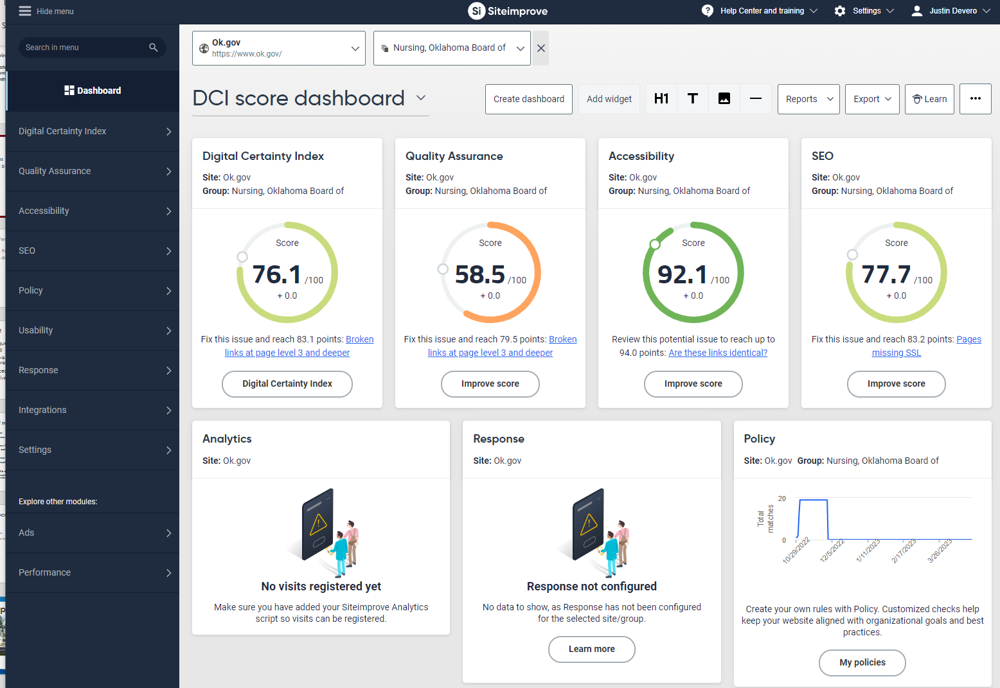 Hide menu
Si Siteimprove
Help Center and training
Settings
Justin Devero
Search in menu
Dashboard
Digital Certainty Index
Quality Assurance
Accessibility
SEO
Policy
Usability
Response
Integrations
Settings
Explore other modules:
Ads
Performance
Ok.gov
https://www.ok.gov/
Nursing, Oklahoma Board of
DCI score dashboard
Create dashboard
Add widget
H1
T
Reports
Export
Learn
Digital Certainty Index
Site: Ok.gov
Group: Nursing, Oklahoma Board of
Score
76.1 /100
+ 0.0
Fix this issue and reach 83.1 points: Broken
links at page level 3 and deeper
Digital Certainty Index
Quality Assurance
Site: Ok.gov
Group: Nursing, Oklahoma Board of
Score
58.5 /100
+ 0.0
Fix this issue and reach 79.5 points: Broken
links at page level 3 and deeper
Improve score
Accessibility
Site: Ok.gov
Group: Nursing, Oklahoma Board of
Score
92.1 /100
+ 0.0
Review this potential issue to reach up to
94.0 points: Are these links identical?
Improve score
SEO
Site: Ok.gov
Group: Nursing, Oklahoma Board of
Score
77.7 /100
+ 0.0
Fix this issue and reach 83.2 points: Pages
missing SSL
Improve score
Analytics
Site: Ok.gov
No visits registered yet
Make sure you have added your Siteimprove Analytics
script so visits can be registered.
Response
Site: Ok.gov
Response not configured
No data to show, as Response has not been configured
for the selected site/group.
Learn more
Policy
Site: Ok.gov Group: Nursing, Oklahoma Board of
Total
matches
20
0
10/29/2022
12/5/2022
1/11/2023
2/17/2023
3/26/2023
Create your own rules with Policy. Customized checks help
keep your website aligned with organizational goals and best
practices.
My policies